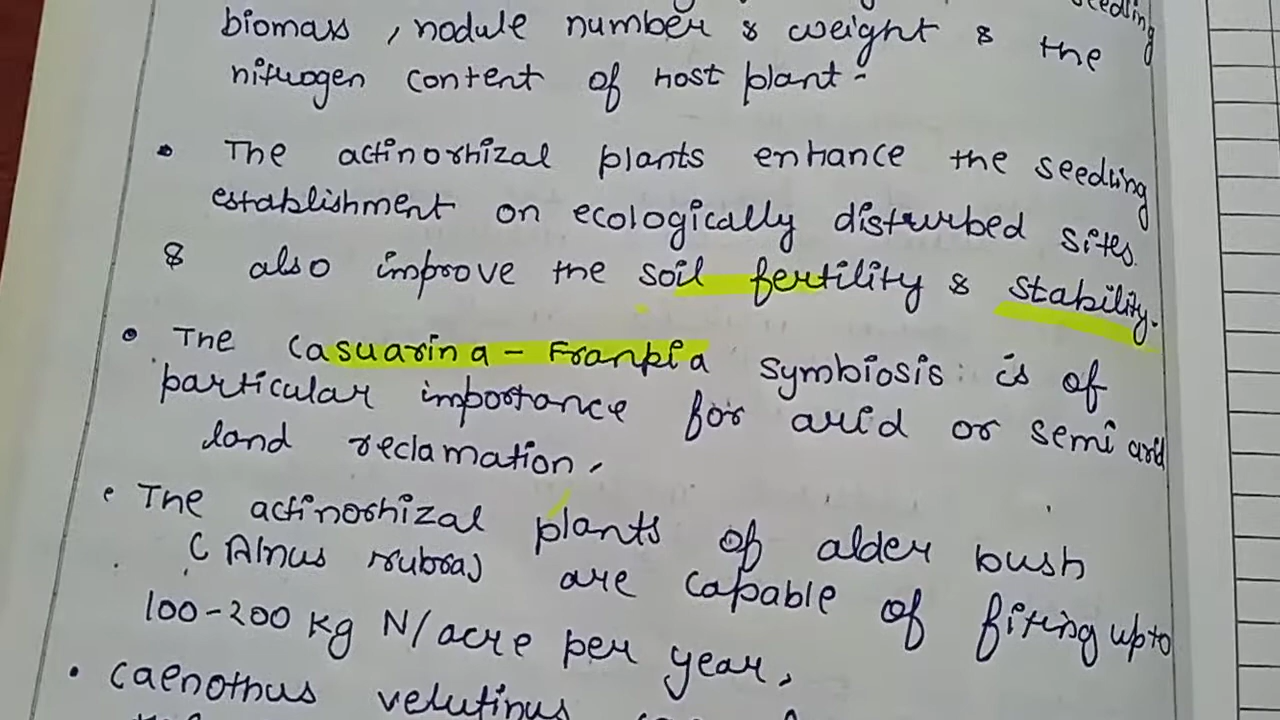 seedling
biomass , nodule number & weight & the
nitrogen content of host plant.
• The actinorhizal plants enhance the seedling
establishment on ecologically disturbed sites.
& also improve the soil fertility & stability.
• The Casuarina - Frankia symbiosis is of
particular importance for arid or semi arid
land reclamation.
• The actinorhizal plants of alder bush
(Alnus rubra) are capable of fixing upto
100-200 kg N/acre per year.
• Caenothus velutinus